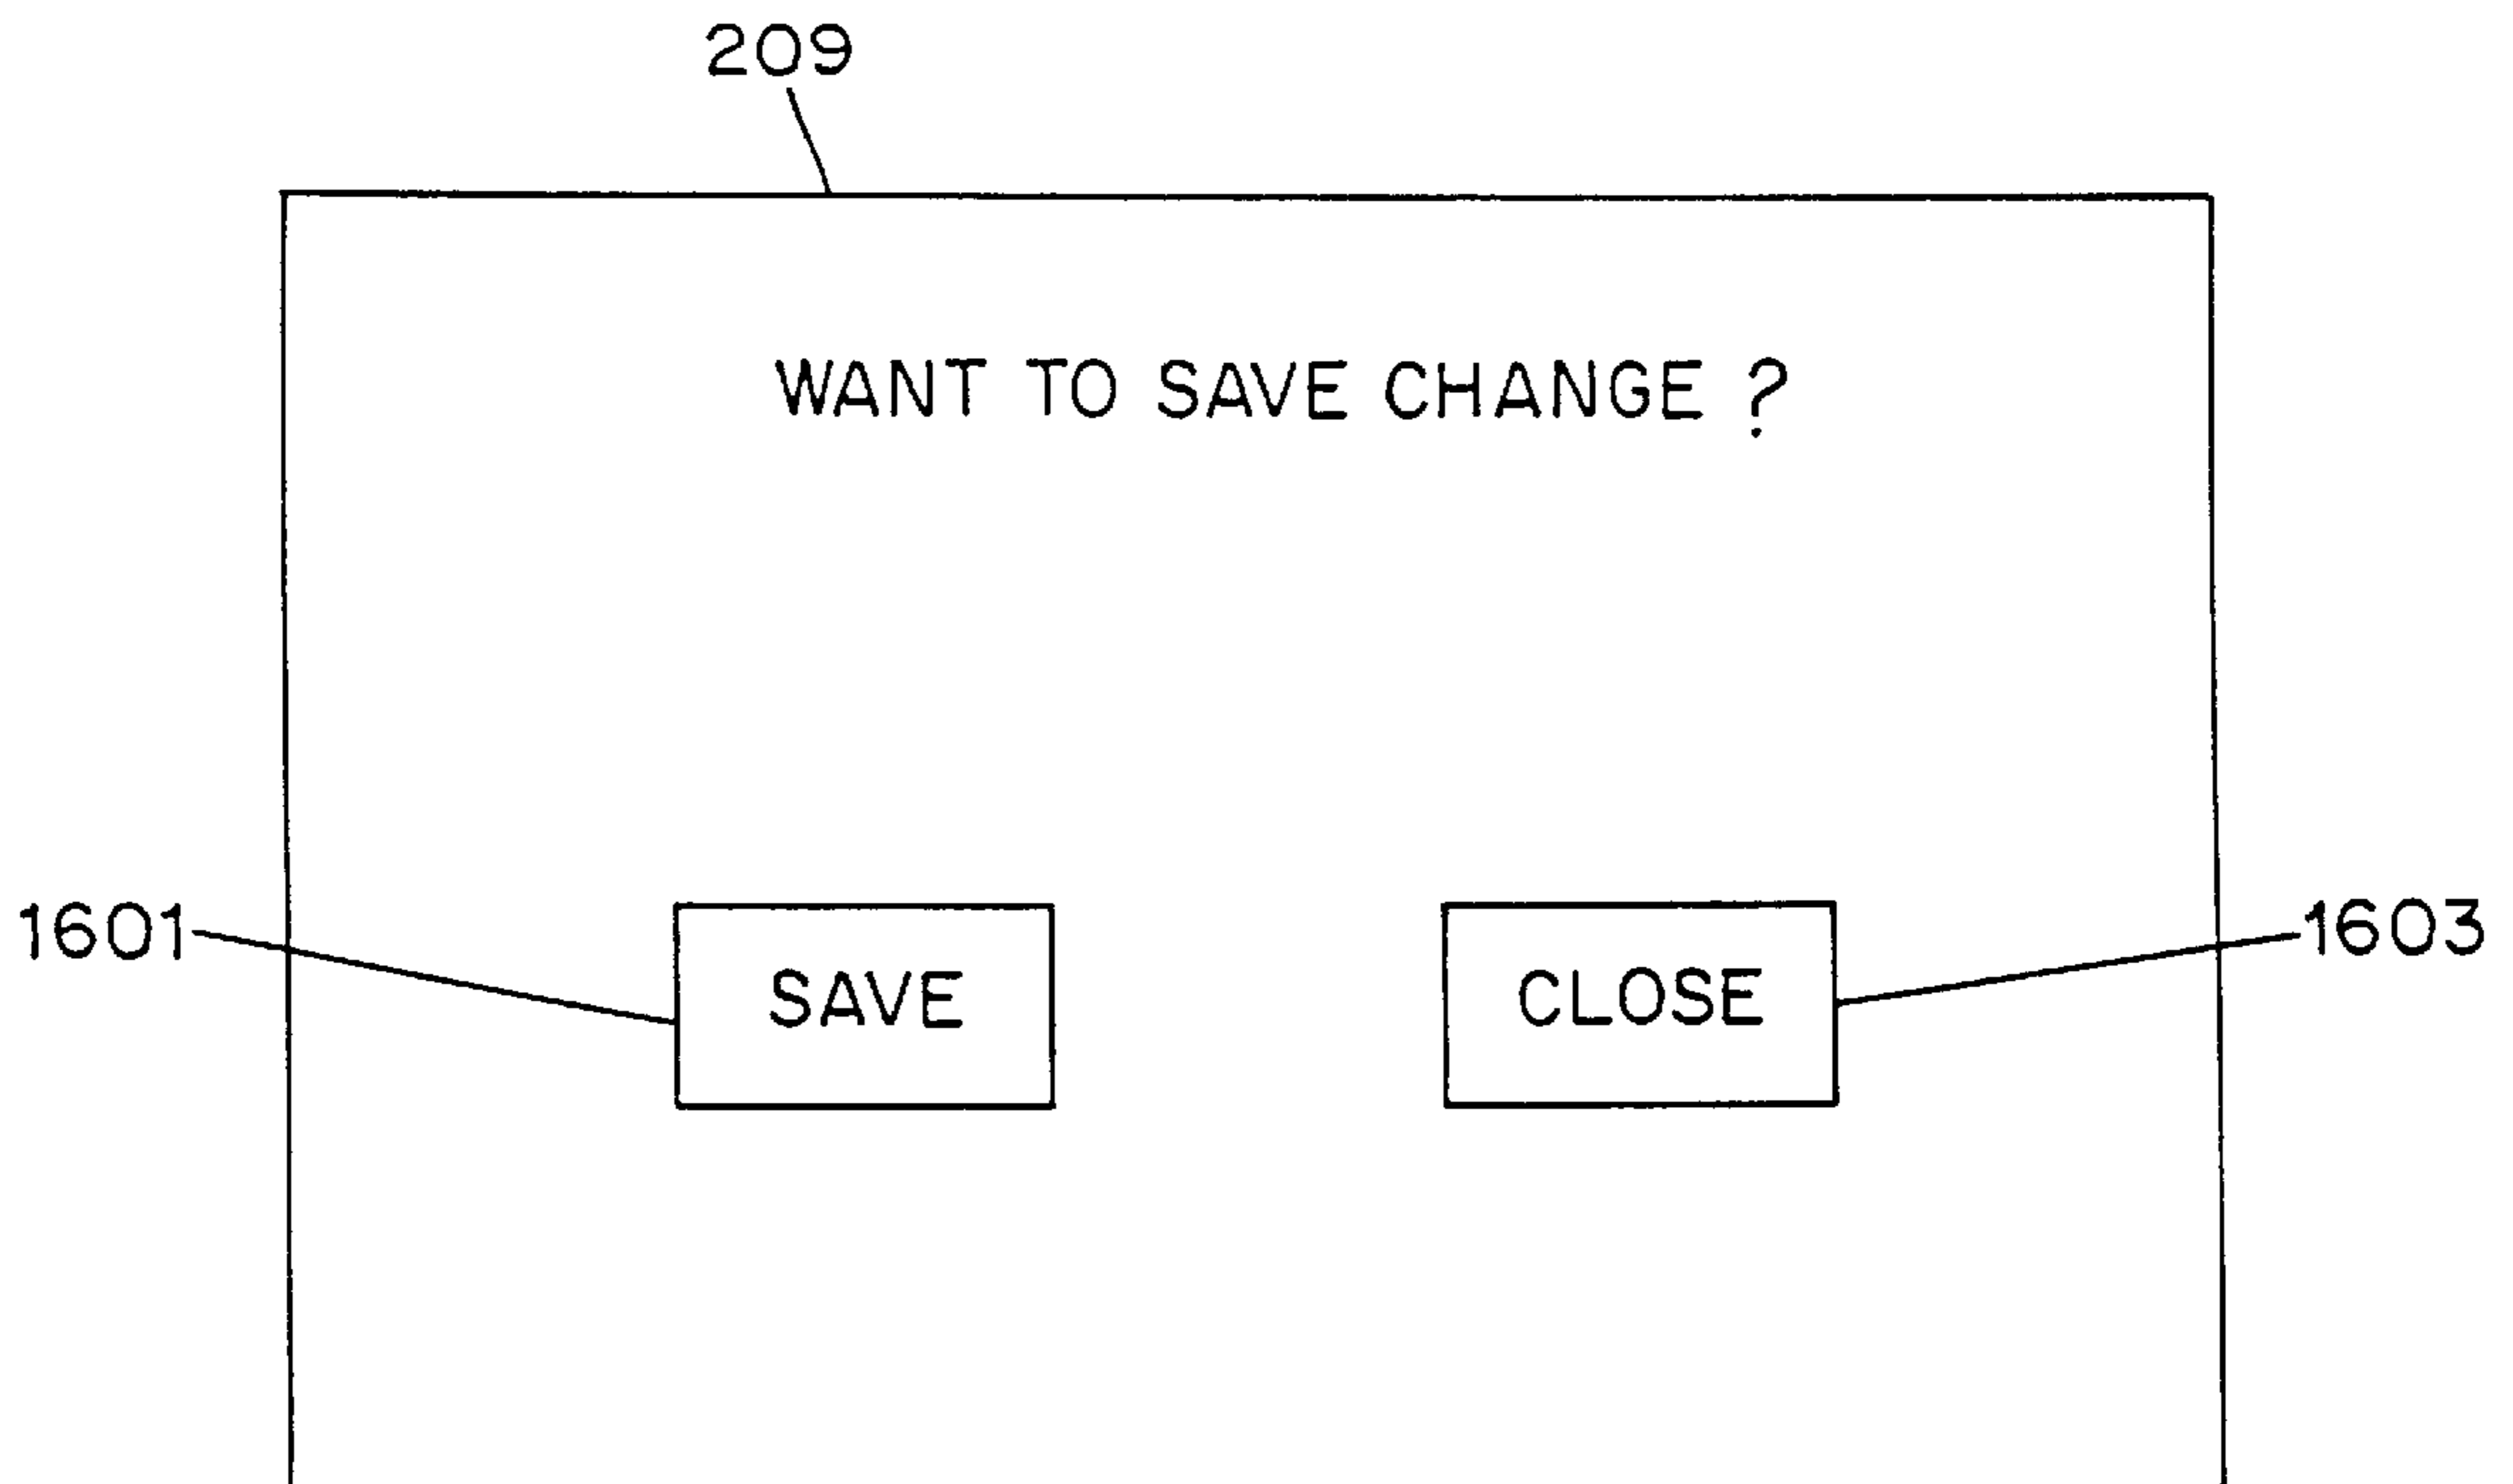 209
WANT TO SAVE CHANGE ?
1601
SAVE
CLOSE
1603